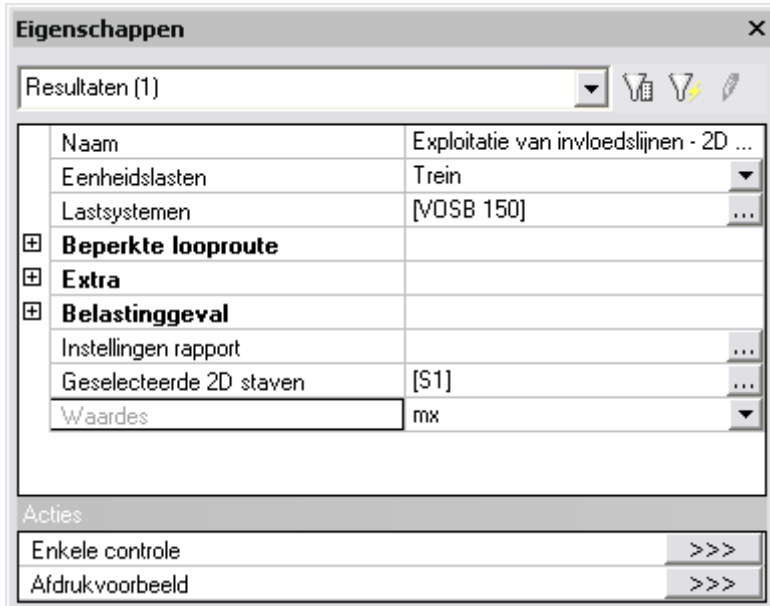 Eigenschappen
Resultaten (1)
Naam Exploitatie van invloedslijnen - 2D ...
Eenheidslasten Trein
Lastsystemen [VOSB 150] ...
Beperkte looproute
Extra
Belastinggeval
Instellingen rapport ...
Geselecteerde 2D staven [S1] ...
Waardes mx
Acties
Enkele controle >>>
Afdrukvoorbeeld >>>